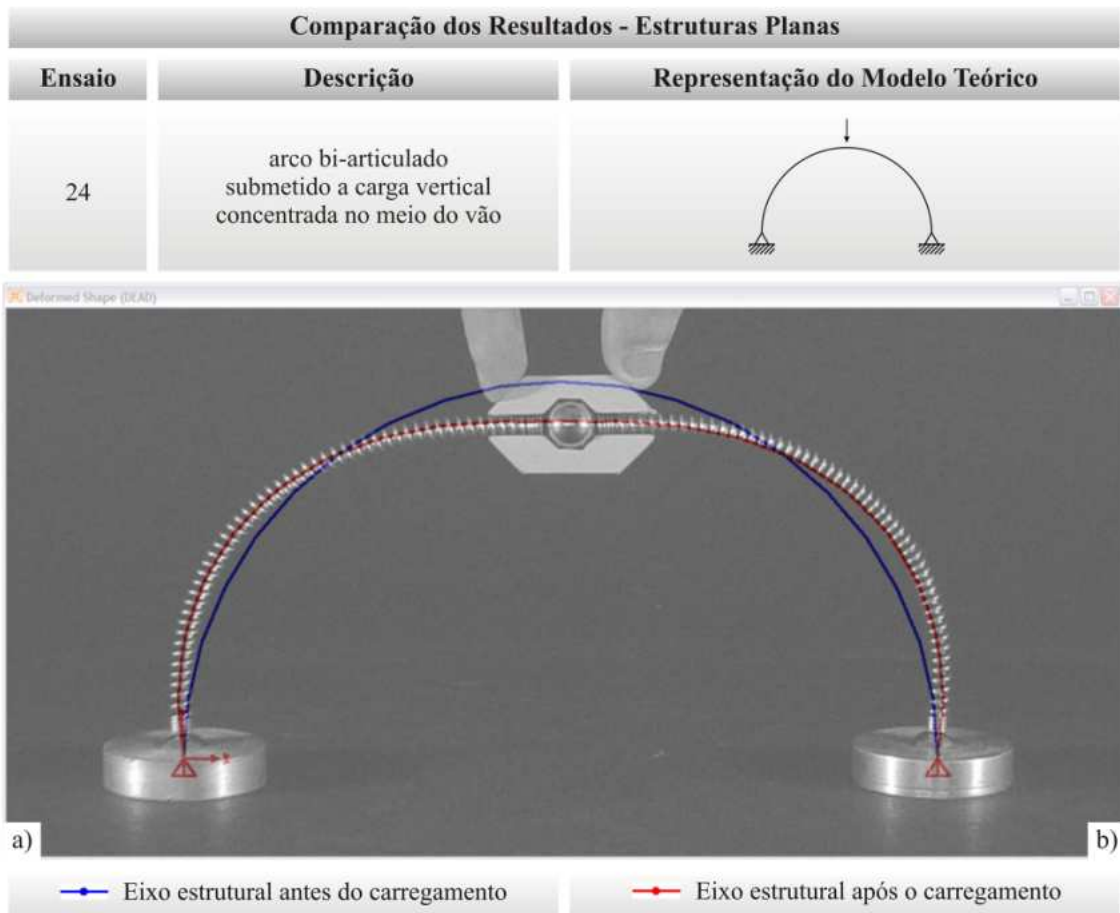 Comparação dos Resultados - Estruturas Planas
Ensaio
Descrição
Representação do Modelo Teórico
24
arco bi-articulado
submetido a carga vertical
concentrada no meio do vão
Deformed Shape (DEAD)
X
a)
b)
Eixo estrutural antes do carregamento
Eixo estrutural após o carregamento